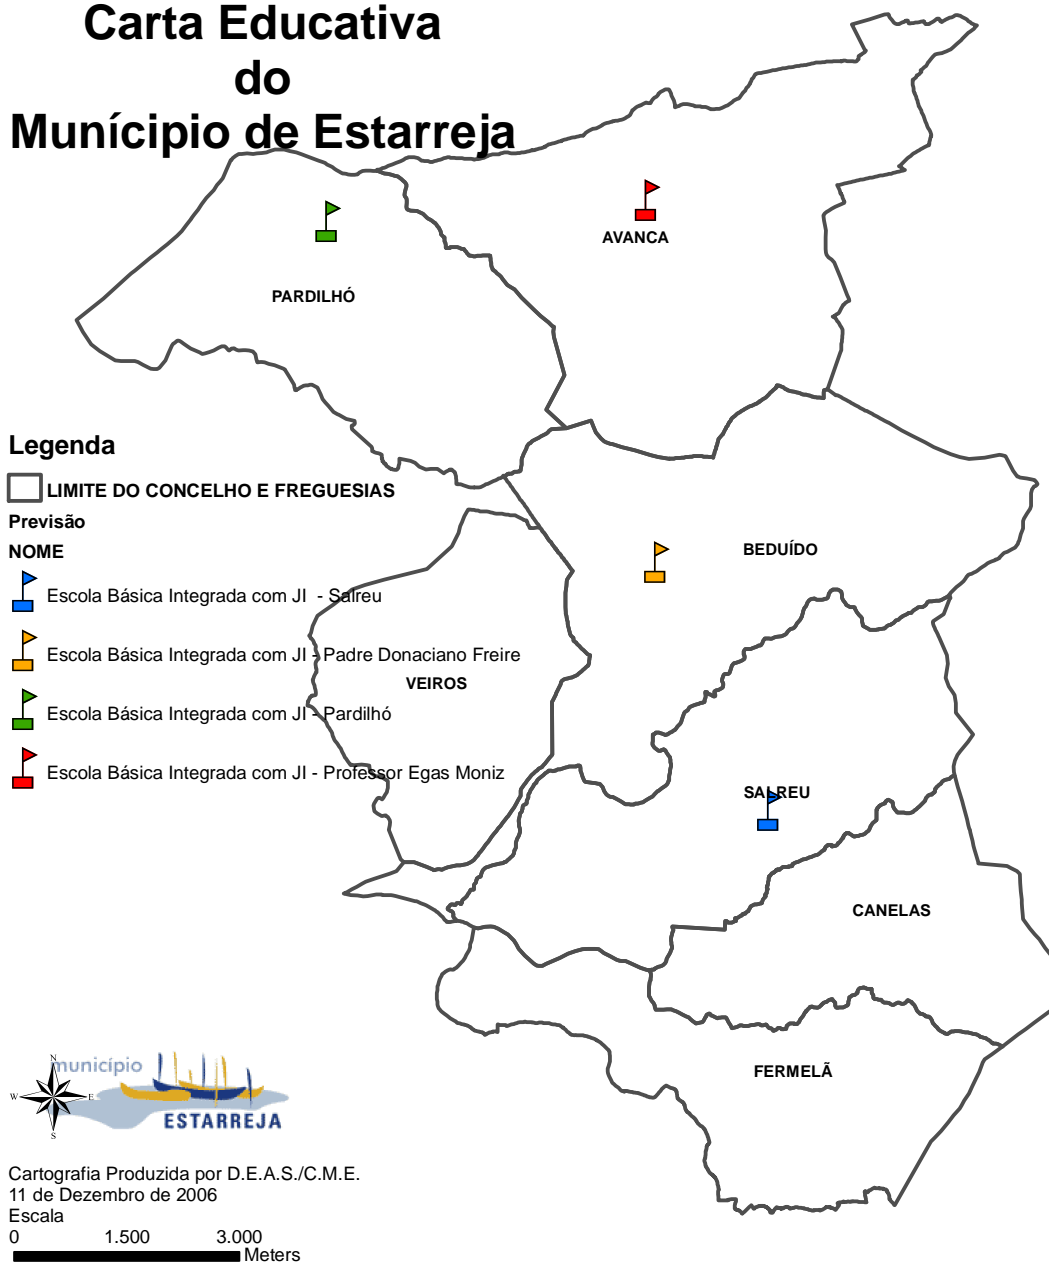 Carta Educativa
do
Munícipio de Estarreja
AVANCA
PARDILHÓ
Legenda
LIMITE DO CONCELHO E FREGUESIAS
Previsão
NOME
BEDUÍDO
Escola Básica Integrada com JI - Salreu
Escola Básica Integrada com JI - Padre Donaciano Freire
VEIROS
Escola Básica Integrada com JI - Pardilhó
Escola Básica Integrada com JI - Professor Egas Moniz
SALREU
CANELAS
FERMELÃ
N
W E
S
município
ESTARREJA
Cartografia Produzida por D.E.A.S./C.M.E.
11 de Dezembro de 2006
Escala
0 1.500 3.000
Meters